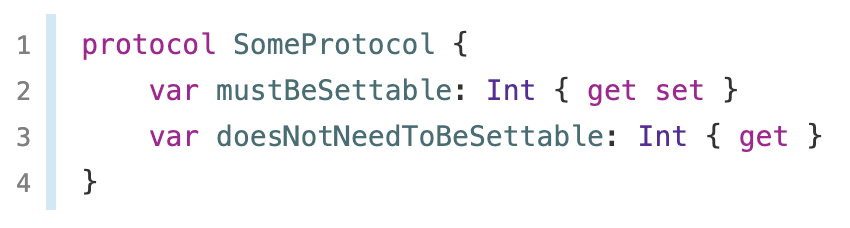 1 protocol SomeProtocol {
2     var mustBeSettable: Int { get set }
3     var doesNotNeedToBeSettable: Int { get }
4 }